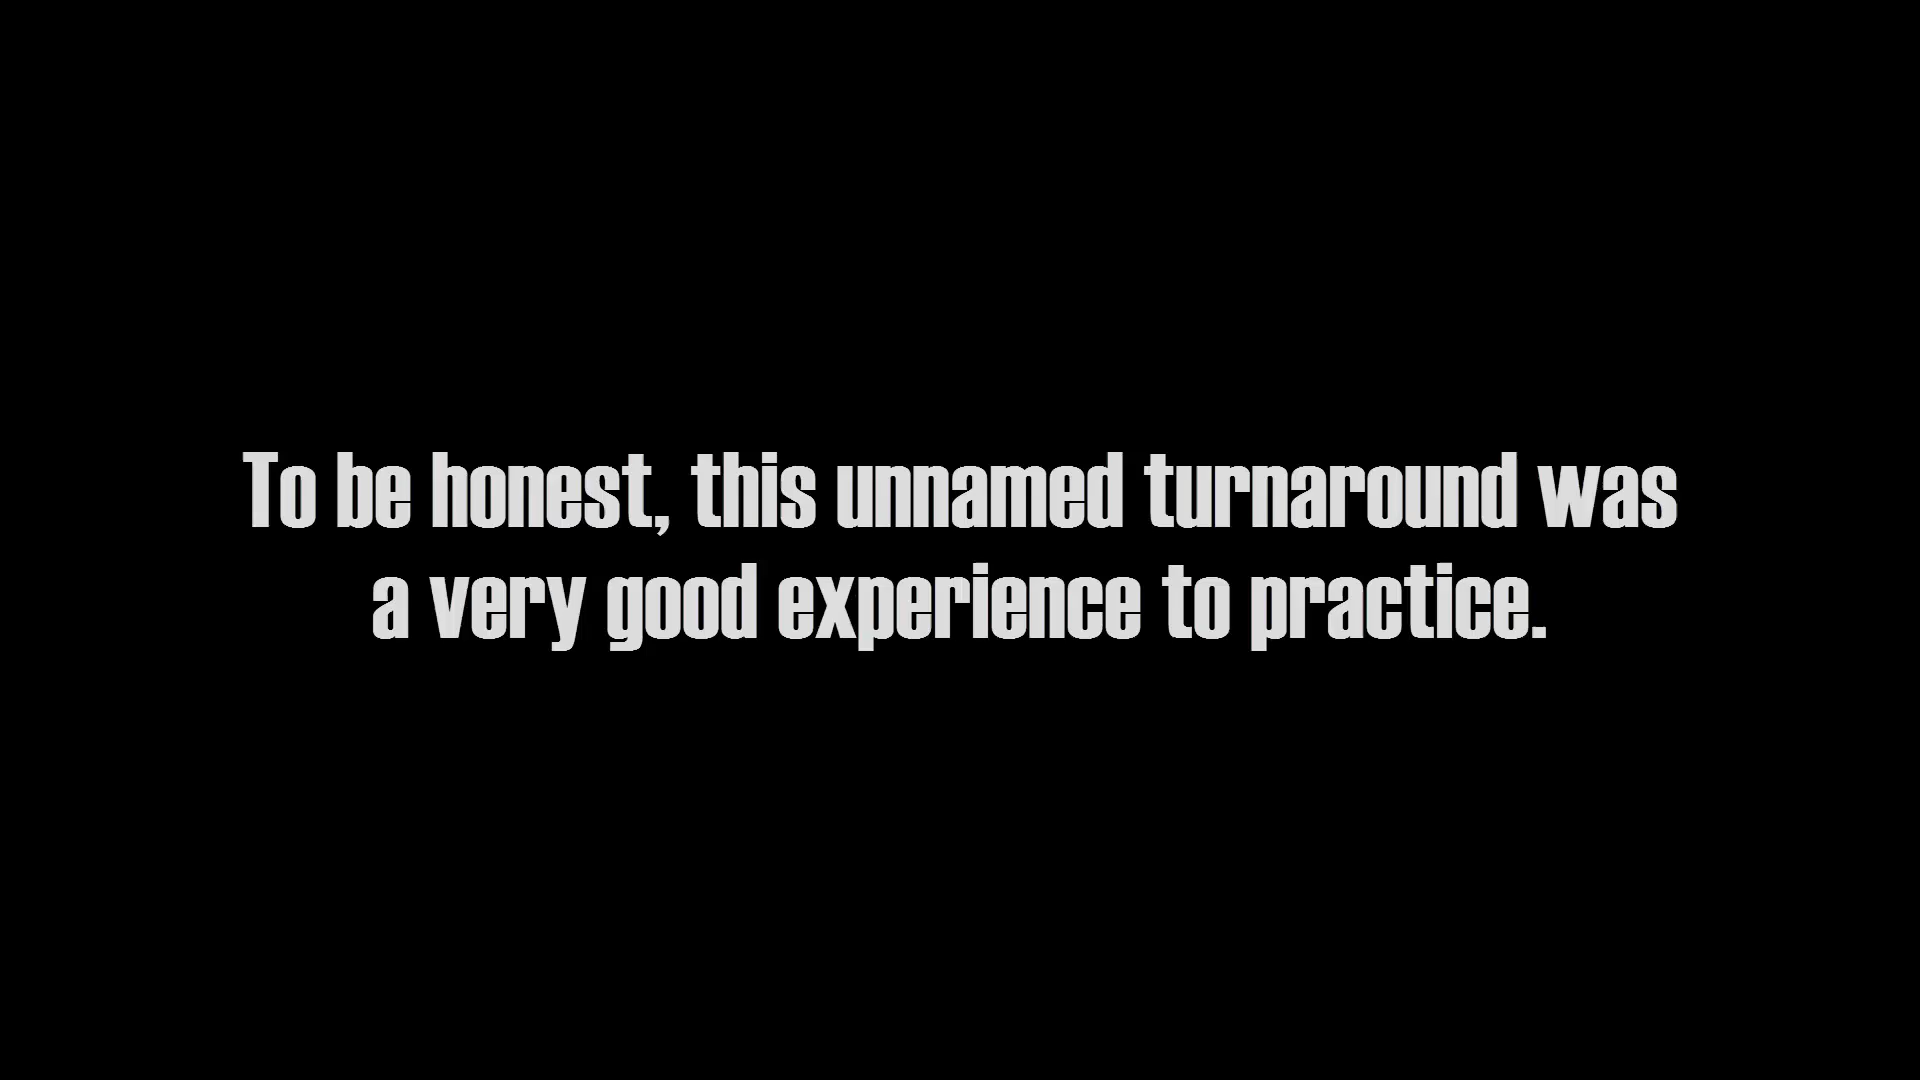 To be honest, this unnamed turnaround was
a very good experience to practice.